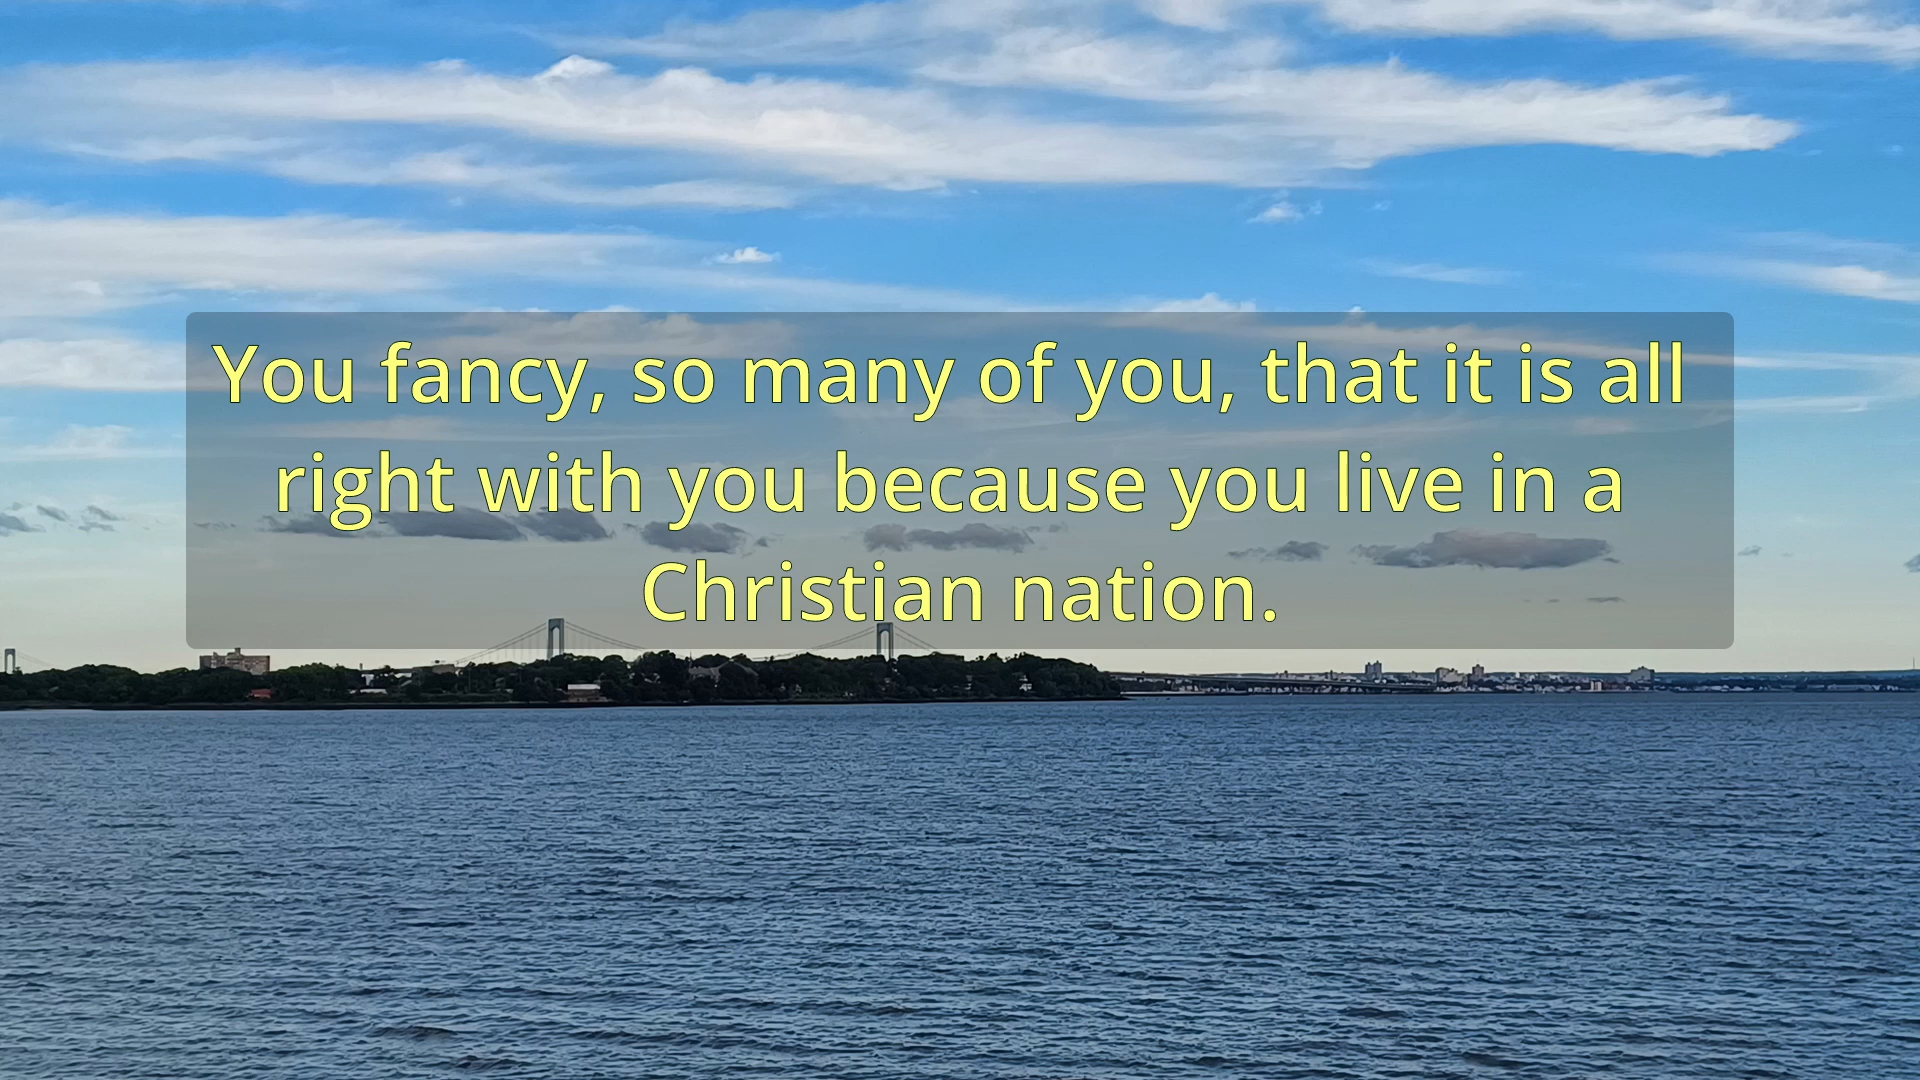 You fancy, so many of you, that it is all
right with you because you live in a
Christian nation.